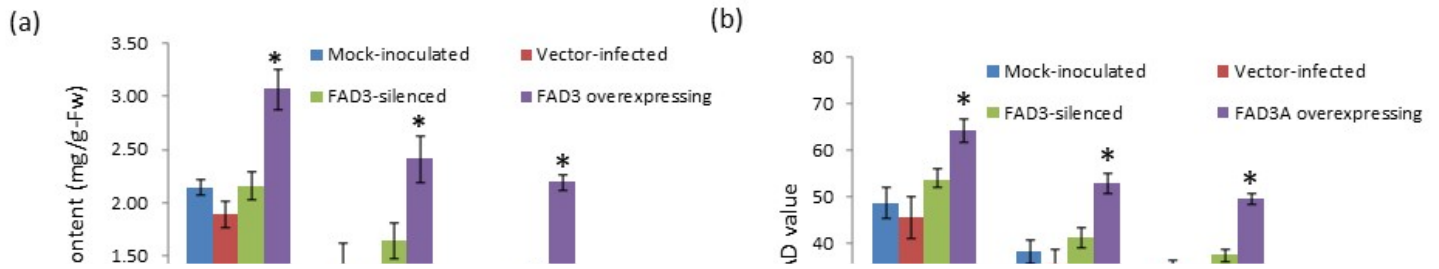 (a)
3.50
3.00
2.50
2.00
1.50
(mg/g-Fw)
Mock-inoculated
Vector-infected
FAD3-silenced
FAD3 overexpressing
*
*
*
(b)
80
70
60
50
40
value
Mock-inoculated
Vector-infected
FAD3-silenced
FAD3A overexpressing
*
*
*